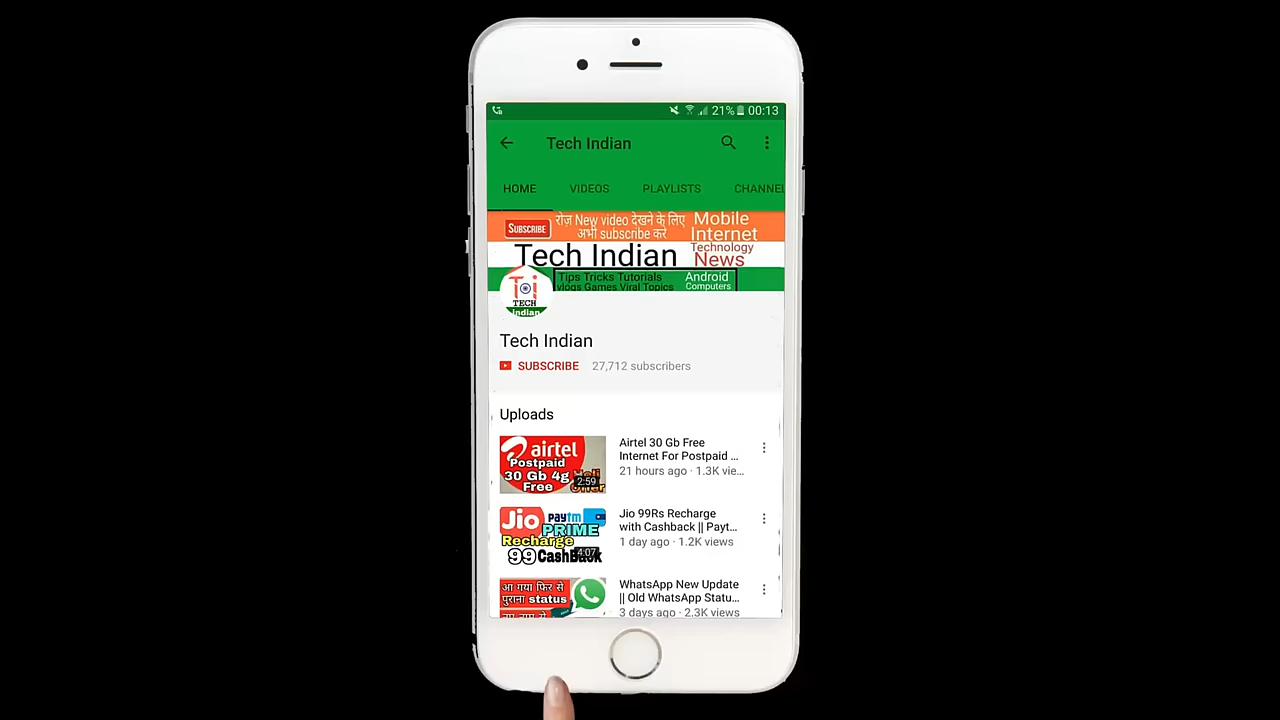 21% 00:13
Tech Indian
HOME VIDEOS PLAYLISTS CHANNEL
SUBSCRIBE
रोज़ New video देखने के लिए
अभी subscribe करे
Mobile
Internet
Tech Indian
Technology
News
Tips Tricks Tutorials
vlogs Games Viral Topics
Android
Computers
TECH
Indian
Tech Indian
SUBSCRIBE 27,712 subscribers
Uploads
airtel
Postpaid
30 Gb 4g
Free
Holi
Offer
2:59
Airtel 30 Gb Free
Internet For Postpaid ...
21 hours ago · 1.3K vie...
Jio paytm
PRIME
Recharge
99 CashBack
4:07
Jio 99Rs Recharge
with Cashback || Payt...
1 day ago · 1.2K views
आ गया फिर से
पुराना status
WhatsApp New Update
|| Old WhatsApp Statu...
3 days ago · 2.3K views